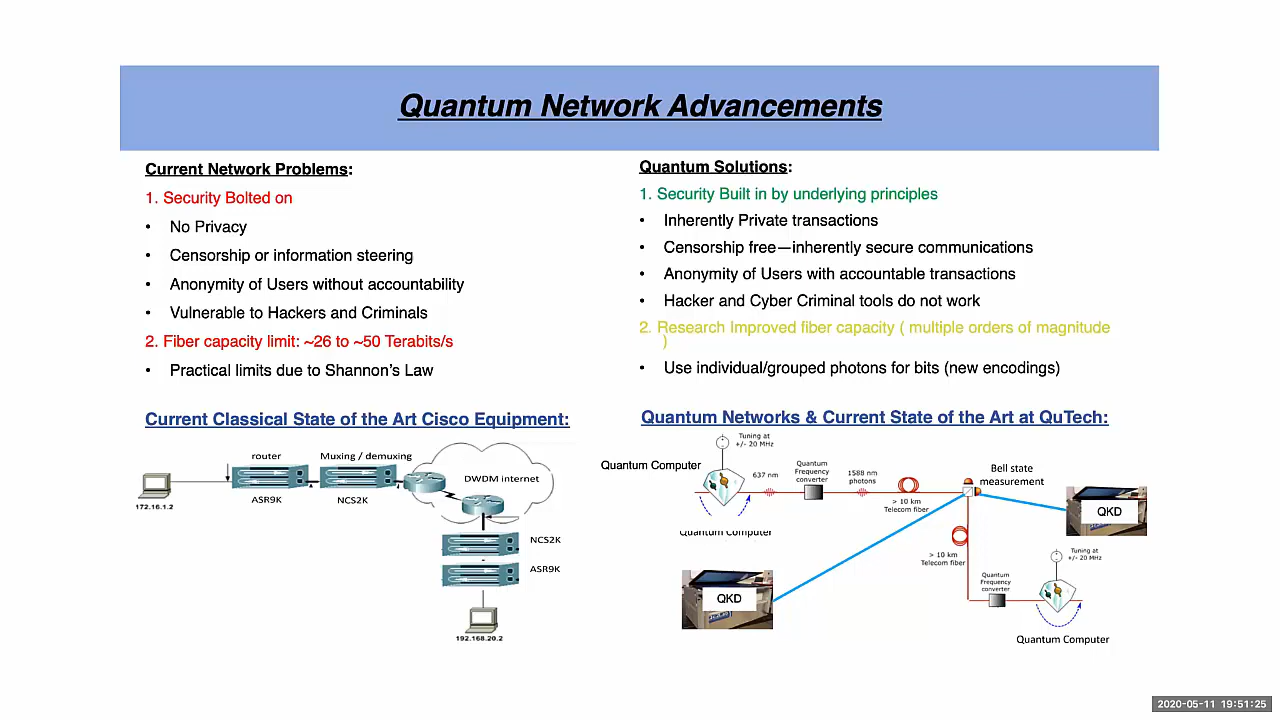 Quantum Network Advancements
Current Network Problems:
1. Security Bolted on
• No Privacy
• Censorship or information steering
• Anonymity of Users without accountability
• Vulnerable to Hackers and Criminals
2. Fiber capacity limit: ~26 to ~50 Terabits/s
• Practical limits due to Shannon's Law
Quantum Solutions:
1. Security Built in by underlying principles
• Inherently Private transactions
• Censorship free—inherently secure communications
• Anonymity of Users with accountable transactions
• Hacker and Cyber Criminal tools do not work
2. Research Improved fiber capacity ( multiple orders of magnitude
)
• Use individual/grouped photons for bits (new encodings)
Current Classical State of the Art Cisco Equipment:
router
Muxing / demuxing
DWDM internet
ASR9K
NCS2K
172.16.1.2
NCS2K
ASR9K
192.168.20.2
Quantum Networks & Current State of the Art at QuTech:
Tuning at
+/- 20 MHz
Quantum Computer
637 nm
Quantum
Frequency
converter
1588 nm
photons
Bell state
measurement
> 10 km
Telecom fiber
QKD
Quantum Computer
> 10 km
Telecom fiber
Tuning at
+/- 20 MHz
Quantum
Frequency
converter
QKD
Quantum Computer
2020-05-11 19:51:25